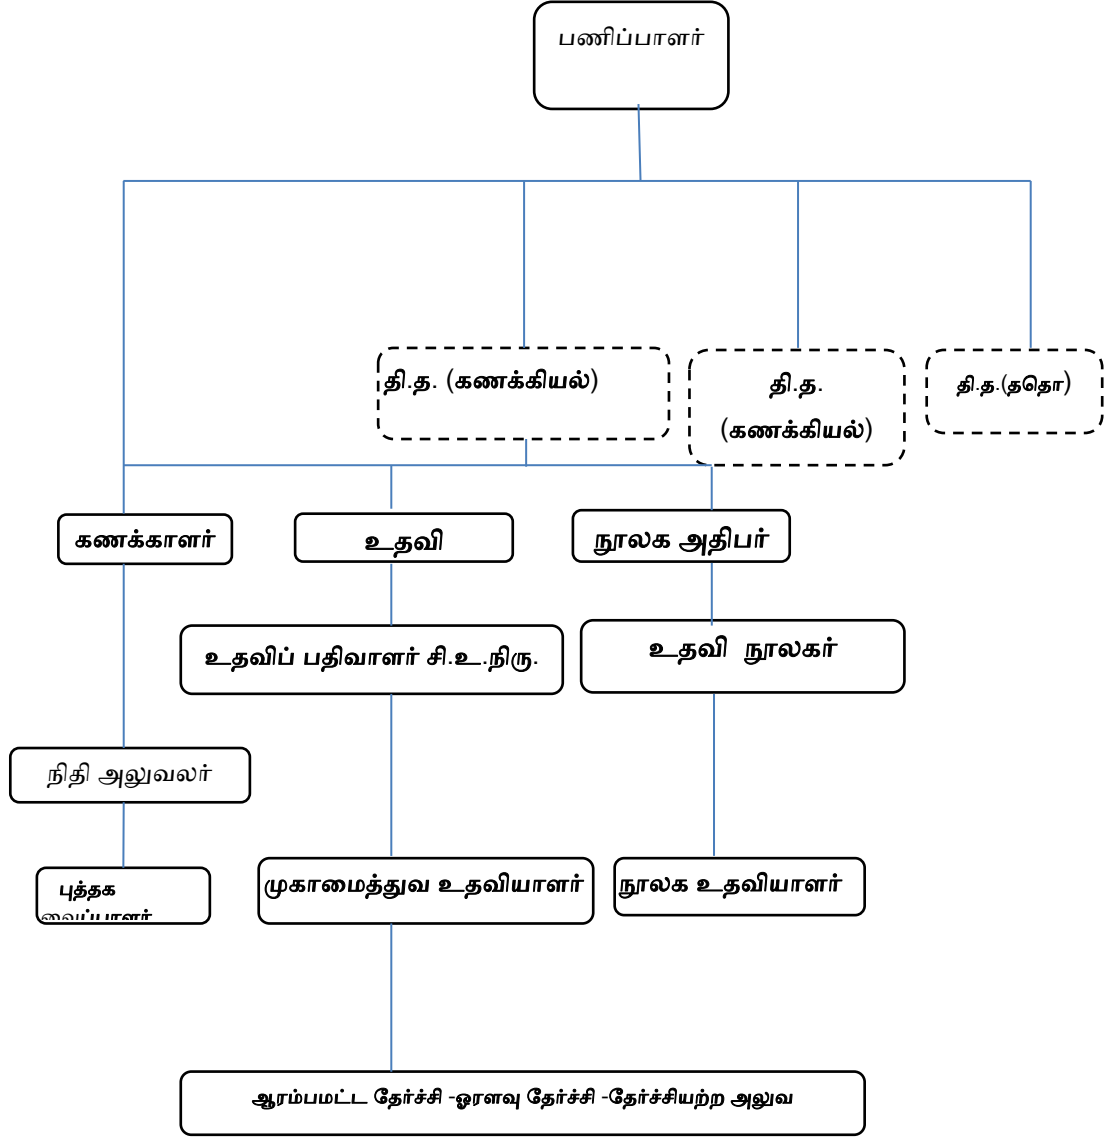 பணிப்பாளர்
தி.த. (கணக்கியல்)
தி.த.
(கணக்கியல்)
தி.த.(ததொ)
கணக்காளர்
உதவி
நூலக அதிபர்
உதவிப் பதிவாளர் சி.உ.நிரு.
உதவி நூலகர்
நிதி அலுவலர்
புத்தக
வைப்பாளர்
முகாமைத்துவ உதவியாளர்
நூலக உதவியாளர்
ஆரம்பமட்ட தேர்ச்சி -ஓரளவு தேர்ச்சி -தேர்ச்சியற்ற அலுவ